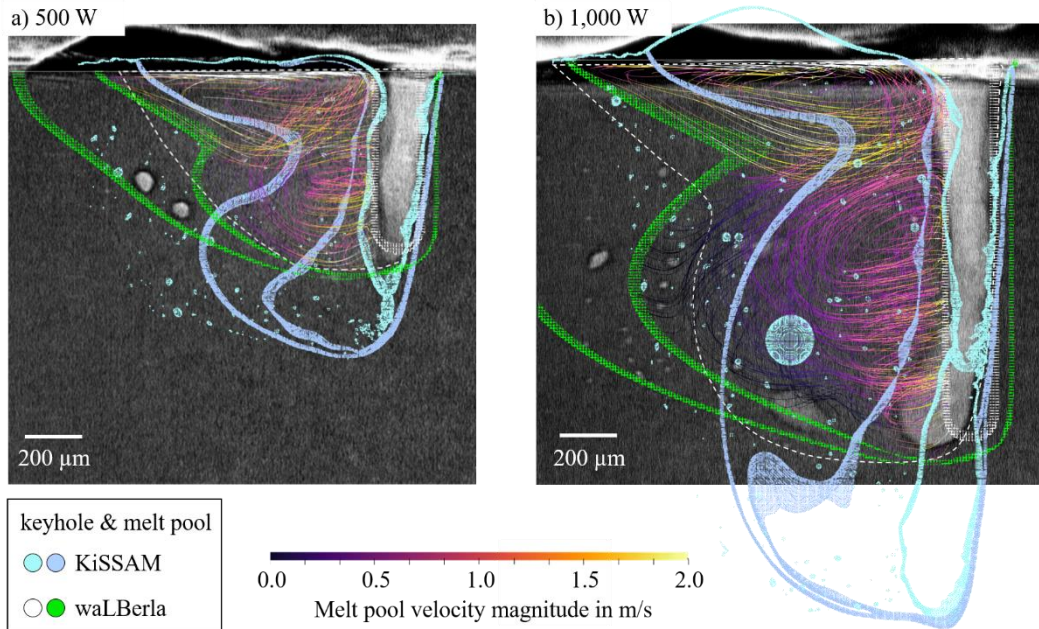 a) 500 W
b) 1,000 W
200 µm
200 µm
keyhole & melt pool
KiSSAM
waLBerla
0.0 0.5 1.0 1.5 2.0
Melt pool velocity magnitude in m/s